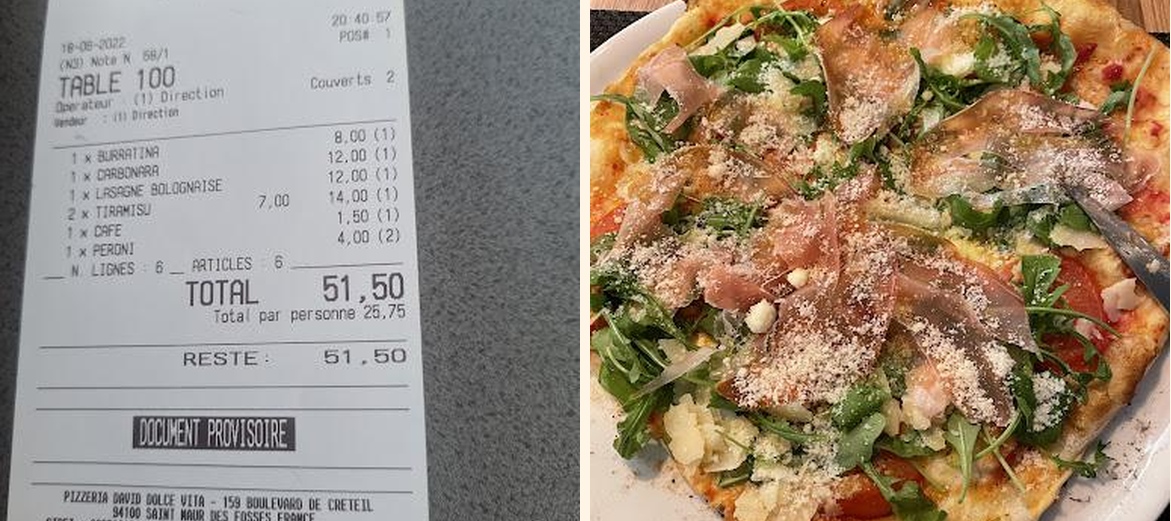 20:40:57
18-06-2022 POS# 1
(N3) Note N 58/1
TABLE 100 Couverts 2
Operateur : (1) Direction
Vendeur : (1) Direction
1 x BURRATINA 8,00 (1)
1 x CARBONARA 12,00 (1)
1 x LASAGNE BOLOGNAISE 12,00 (1)
2 x TIRAMISU 7,00 14,00 (1)
1 x CAFE 1,50 (1)
1 x PERONI 4,00 (2)
N. LIGNES : 6 ARTICLES : 6
TOTAL 51,50
Total par personne 25,75
RESTE: 51,50
DOCUMENT PROVISOIRE
PIZZERIA DAVID DOLCE VITA - 159 BOULEVARD DE CRETEIL
94100 SAINT MAUR DES FOSSES FRANCE